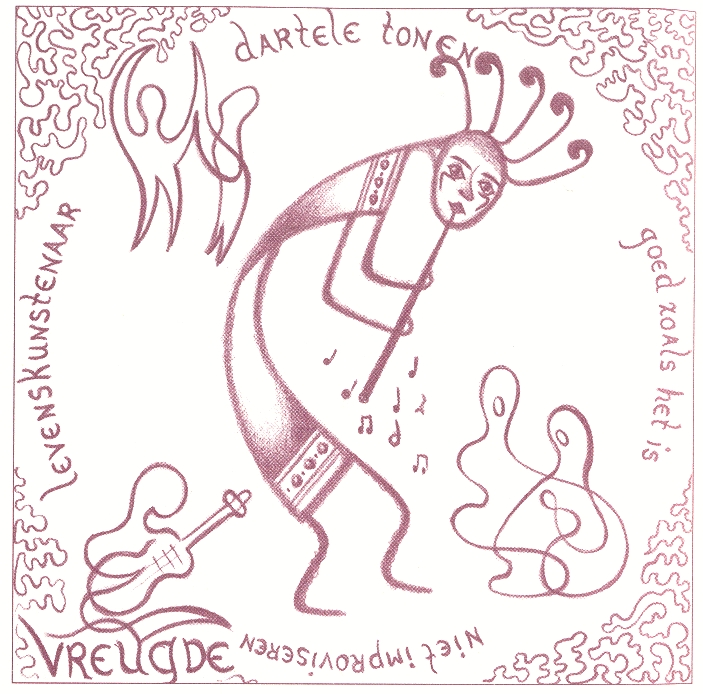 dARtELE tONEN
goed zoals het is
Niet impRoviSEREN
VREUgDE
LEVENSKUNStENAAR